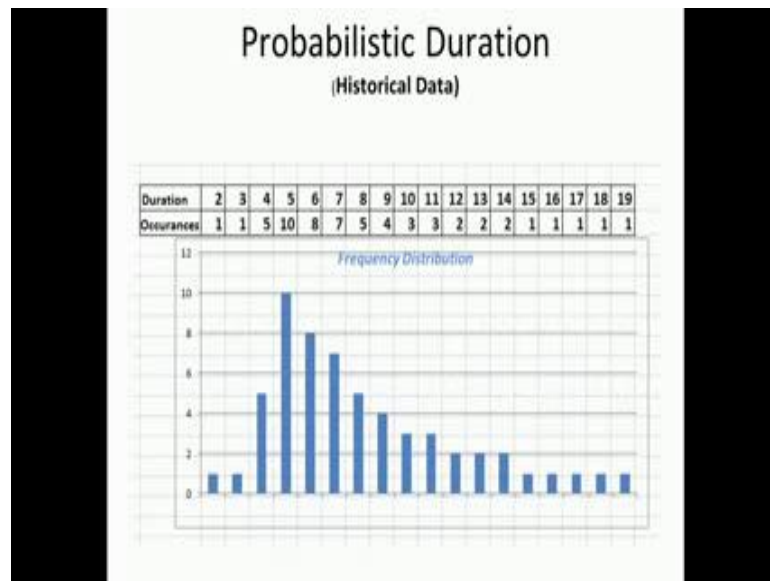 Probabilistic Duration
(Historical Data)
Duration 2 3 4 5 6 7 8 9 10 11 12 13 14 15 16 17 18 19
Occurances 1 1 5 10 8 7 5 4 3 3 2 2 2 1 1 1 1 1
Frequency Distribution
12
10
8
6
4
2
0